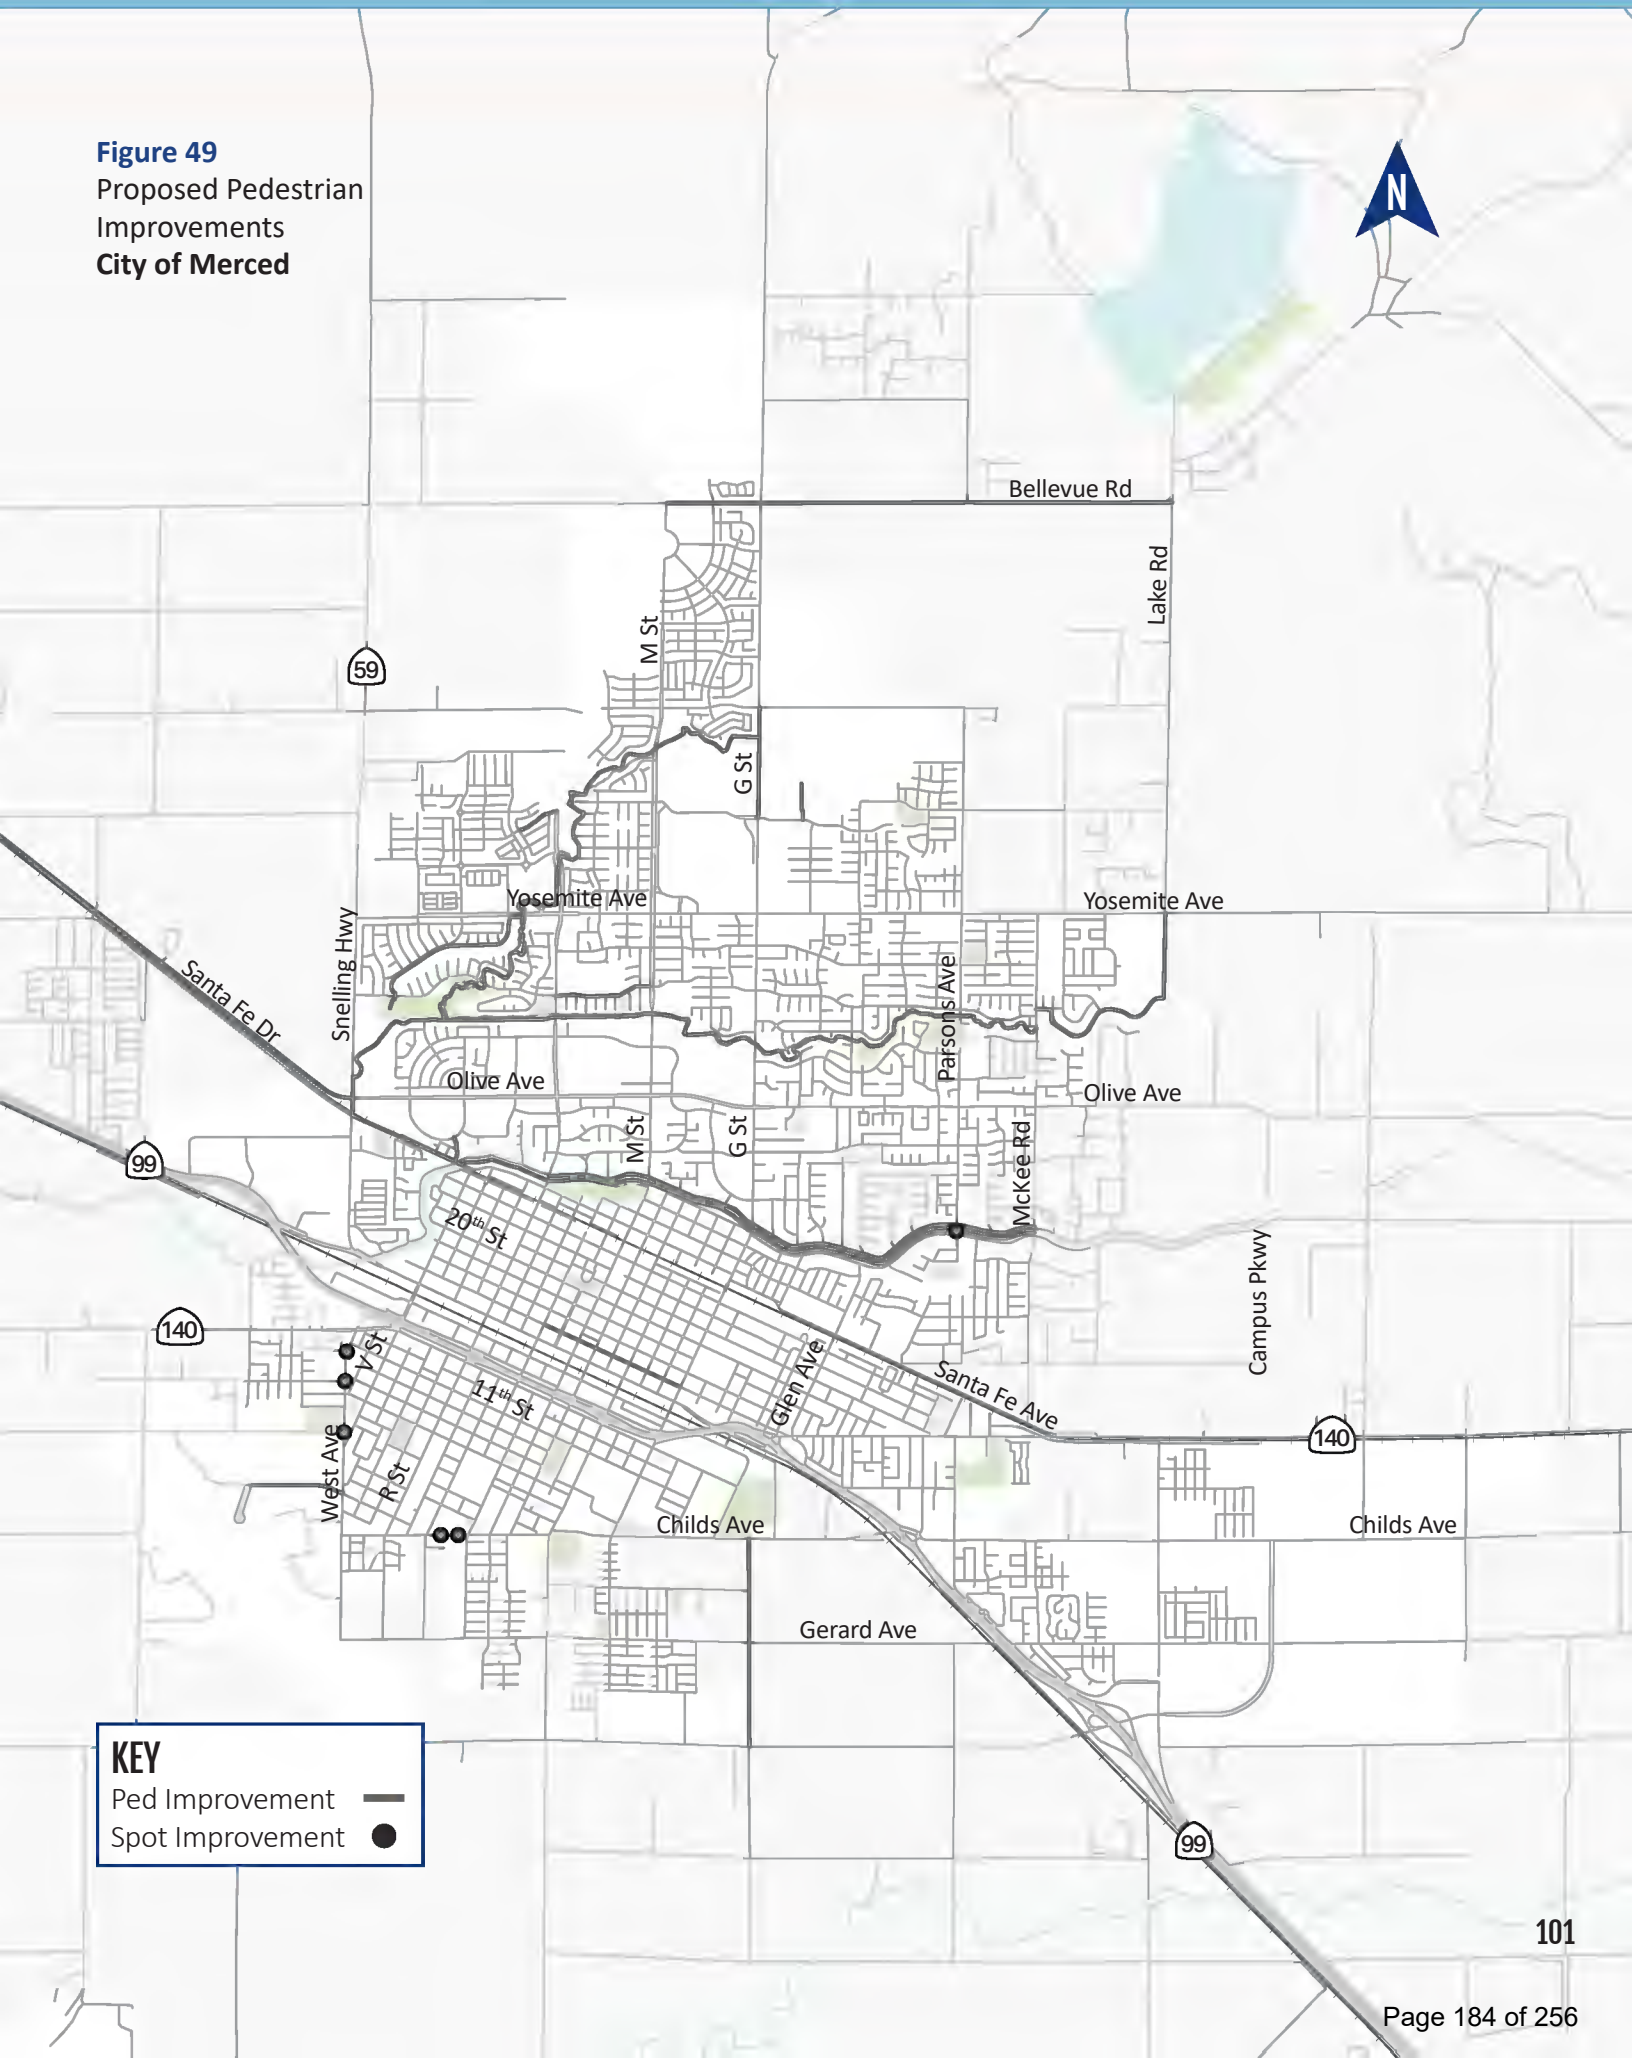 Figure 49
Proposed Pedestrian
Improvements
City of Merced
N
Bellevue Rd
Lake Rd
M St
59
G St
Yosemite Ave
Yosemite Ave
Snelling Hwy
Santa Fe Dr
Parsons Ave
Olive Ave
Olive Ave
M St
G St
McKee Rd
99
20th St
Campus Pkwy
140
V St
Glen Ave
Santa Fe Ave
11th St
140
West Ave
R St
Childs Ave
Childs Ave
Gerard Ave
KEY
Ped Improvement
Spot Improvement
99
101
Page 184 of 256